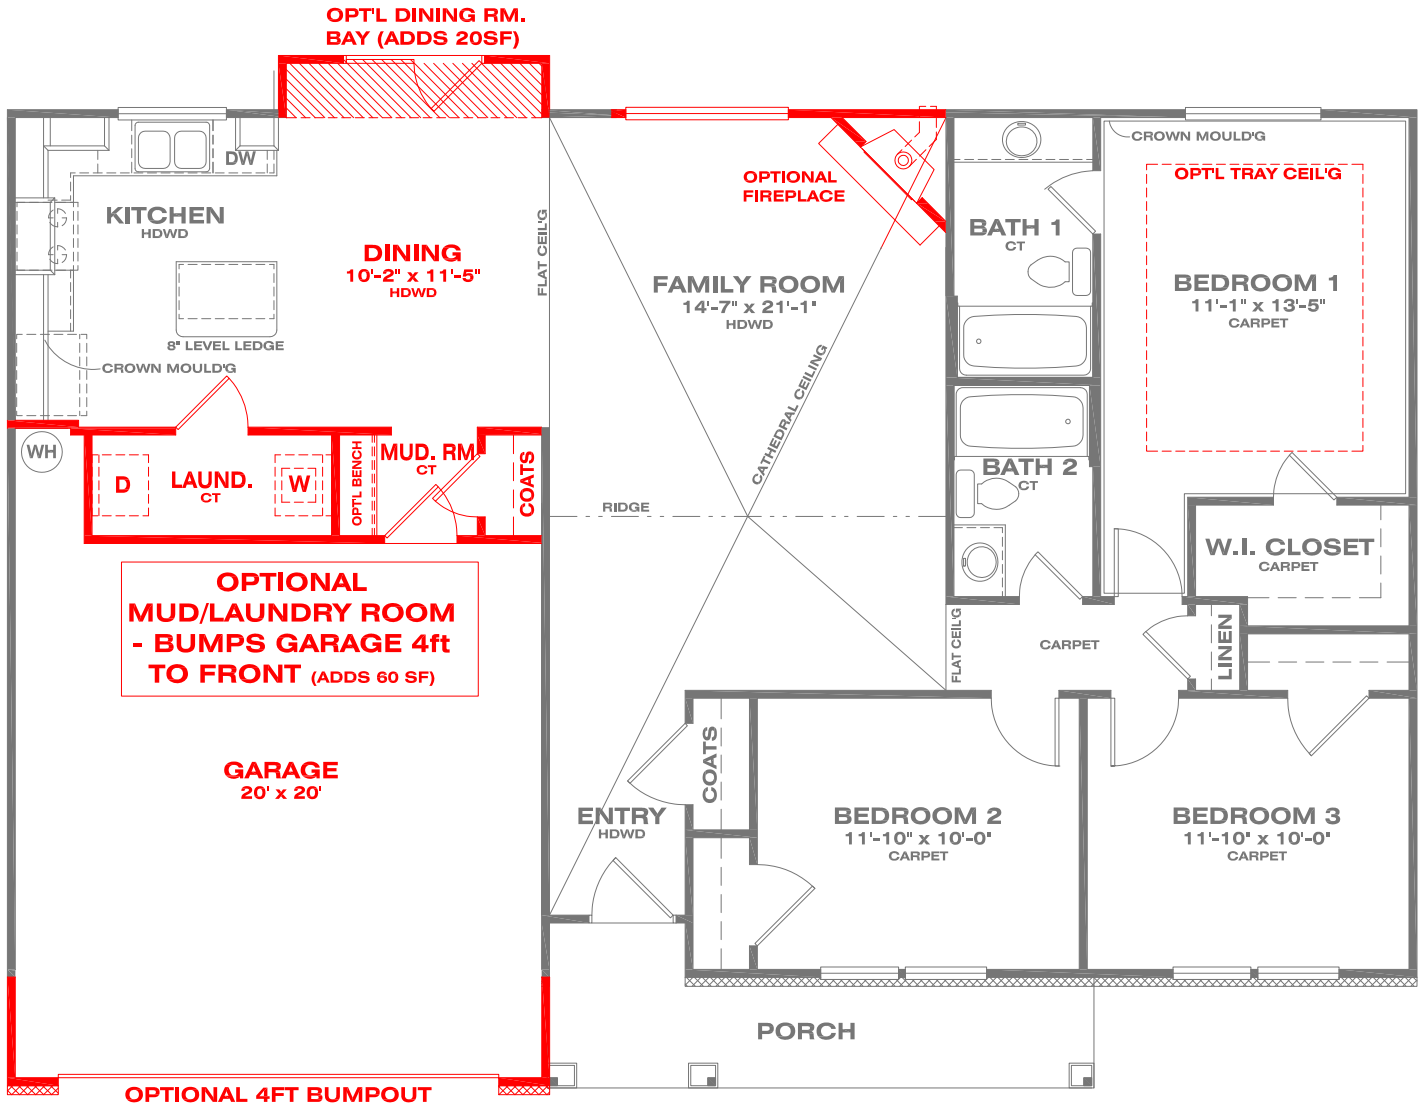 OPT'L DINING RM.
BAY (ADDS 20SF)
CROWN MOULD'G
DW
OPTIONAL
FIREPLACE
OPT'L TRAY CEIL'G
KITCHEN
HDWD
DINING
10'-2" x 11'-5"
HDWD
FLAT CEIL'G
FAMILY ROOM
14'-7" x 21'-1"
HDWD
BATH 1
CT
BEDROOM 1
11'-1" x 13'-5"
CARPET
8" LEVEL LEDGE
CROWN MOULD'G
CATHEDRAL CEILING
WH
D
LAUND.
CT
W
OPT'L BENCH
MUD. RM
CT
COATS
BATH 2
CT
RIDGE
W.I. CLOSET
CARPET
OPTIONAL
MUD/LAUNDRY ROOM
- BUMPS GARAGE 4ft
TO FRONT (ADDS 60 SF)
FLAT CEIL'G
CARPET
LINEN
GARAGE
20' x 20'
COATS
ENTRY
HDWD
BEDROOM 2
11'-10" x 10'-0"
CARPET
BEDROOM 3
11'-10" x 10'-0"
CARPET
PORCH
OPTIONAL 4FT BUMPOUT